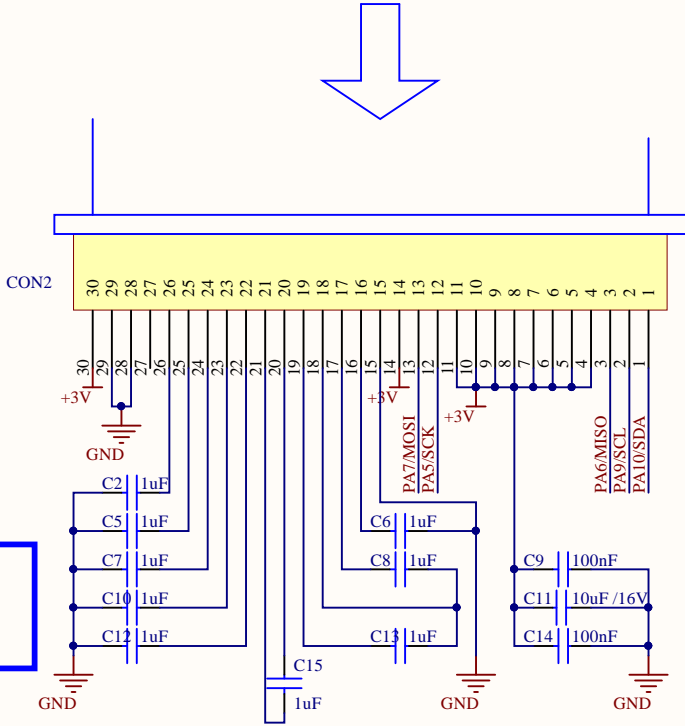 CON2
30 29 28 27 26 25 24 23 22 21 20 19 18 17 16 15 14 13 12 11 10 9 8 7 6 5 4 3 2 1
30 29 28 27 26 25 24 23 22 21 20 19 18 17 16 15 14 13 12 11 10 9 8 7 6 5 4 3 2 1
+3V +3V +3V
PA7/MOSI
PA5/SCK
PA6/MISO
PA9/SCL
PA10/SDA
GND
C2 1uF
C5 1uF C6 1uF
C7 1uF C8 1uF C9 100nF
C10 1uF C11 10uF /16V
C12 1uF C13 1uF C14 100nF
C15
1uF
GND GND GND